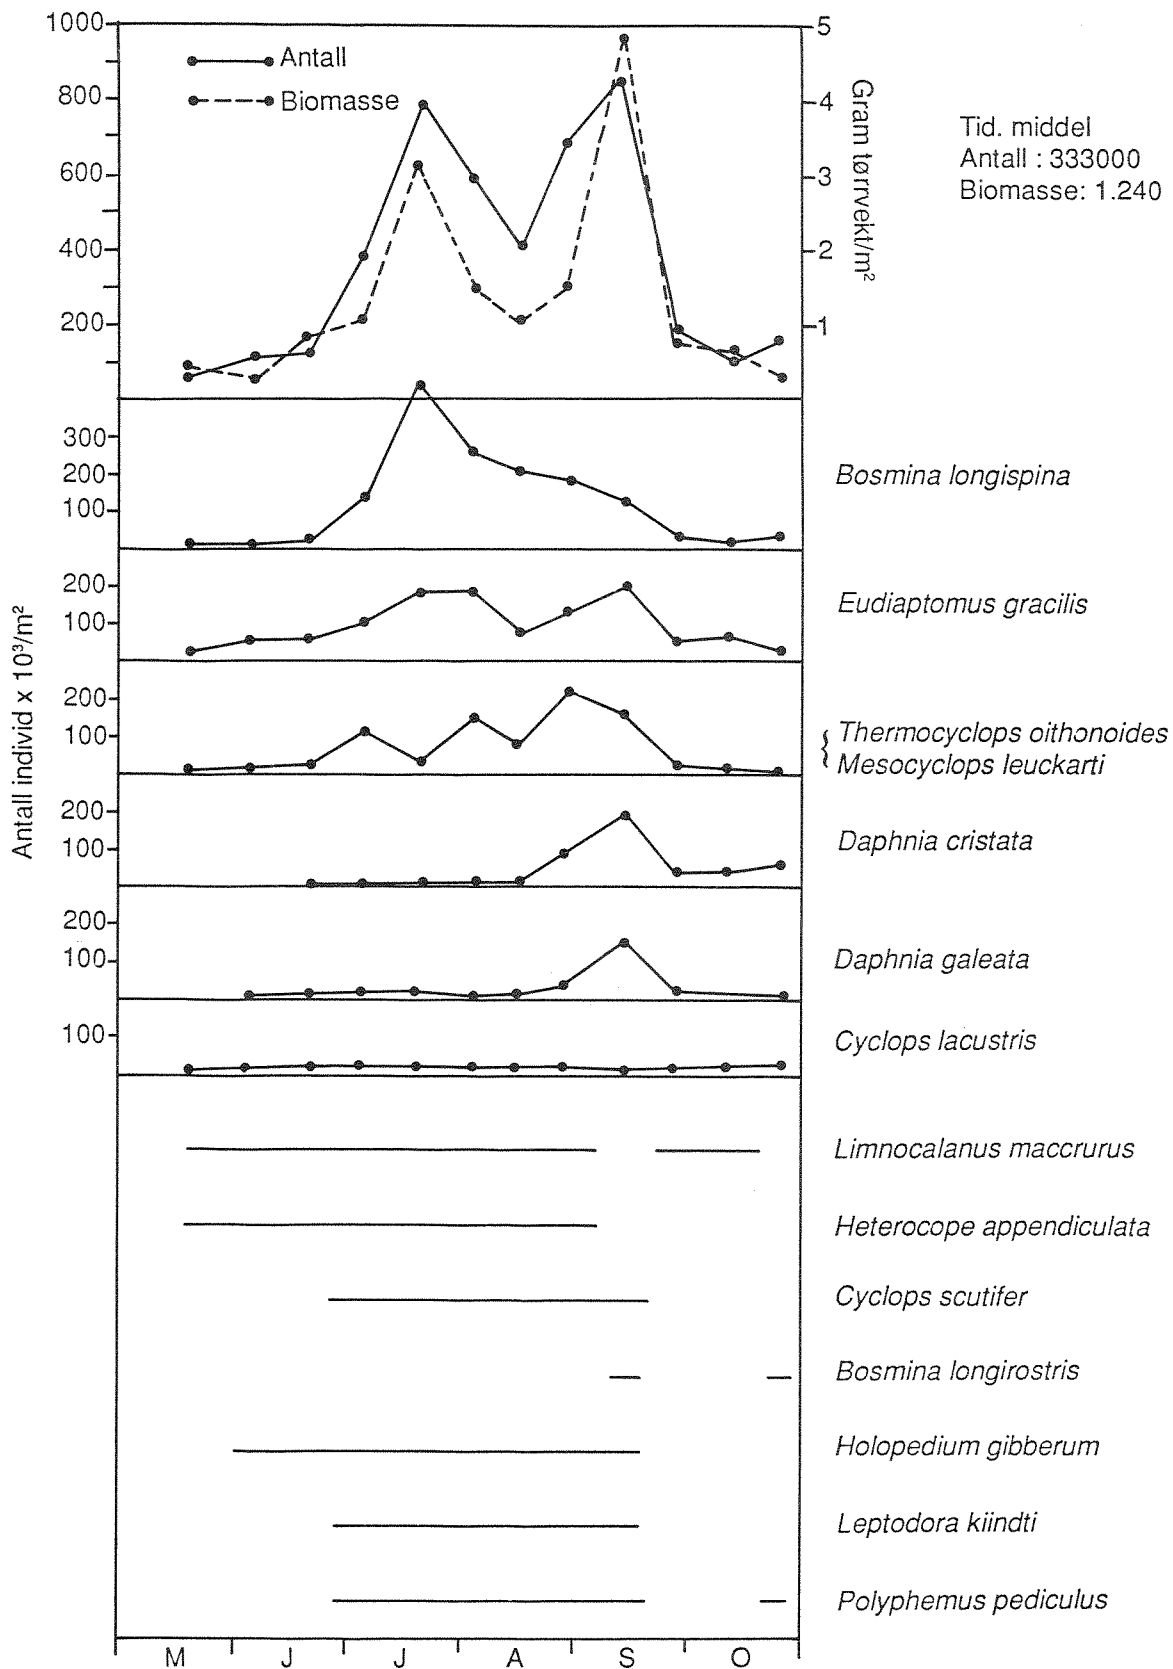 1000
800
600
400
200
Antall
Biomasse
5
4
3
2
1
Gram tørrvekt/m²
Tid. middel
Antall : 333000
Biomasse: 1.240
Antall individ x 10³/m²
300
200
100
Bosmina longispina
200
100
Eudiaptomus gracilis
200
100
Thermocyclops oithonoides
Mesocyclops leuckarti
200
100
Daphnia cristata
200
100
Daphnia galeata
100
Cyclops lacustris
Limnocalanus maccrurus
Heterocope appendiculata
Cyclops scutifer
Bosmina longirostris
Holopedium gibberum
Leptodora kiindti
Polyphemus pediculus
M J J A S O